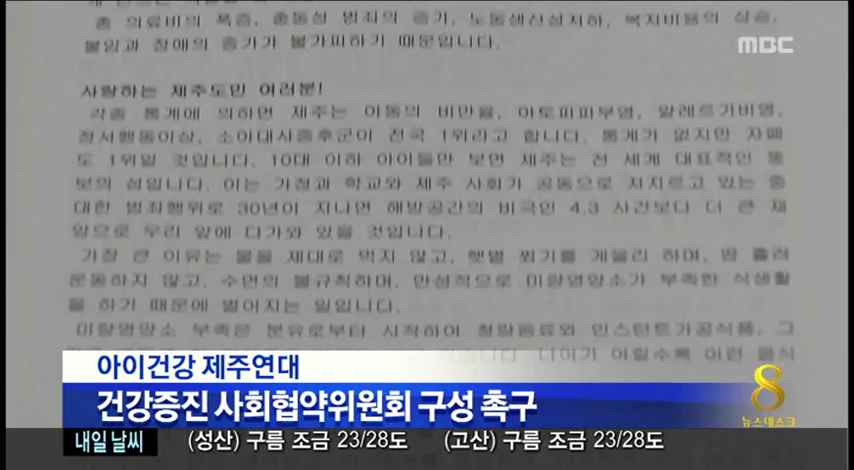 총 의료비의 폭증, 충동성 범죄의 증가, 노동생산성저하, 복지비용의 상승,
불임과 장애의 증가가 불가피하기 때문입니다.
MBC
사랑하는 제주도민 여러분!
각종 통계에 의하면 제주는 아동의 비만율, 아토피피부염, 알레르기비염,
정서행동이상, 소아대사증후군이 전국 1위라고 합니다. 통계가 없지만 자폐
도 1위일 것입니다. 10대 이하 아이들만 보면 제주는 전 세계 대표적인 뚱
보의 섬입니다. 이는 가정과 학교와 제주 사회가 공동으로 저지르고 있는 중
대한 범죄행위로 30년이 지나면 해방공간의 비극인 4.3 사건보다 더 큰 재
앙으로 우리 앞에 다가와 있을 것입니다.
가장 큰 이유는 물을 제대로 먹지 않고, 햇볕 쬐기를 게을리 하며, 땀 흘려
운동하지 않고, 수면의 불규칙하며, 만성적으로 미량영양소가 부족한 식생활
을 하기 때문에 벌어지는 일입니다.
미량영양소 부족은 분유로부터 시작하여 청량음료와 인스턴트가공식품, 그
나이가 어릴수록 이런 음식
아이건강 제주연대
건강증진 사회협약위원회 구성 촉구
8
뉴스데스크
내일 날씨 (성산) 구름 조금 23/28도 (고산) 구름 조금 23/28도